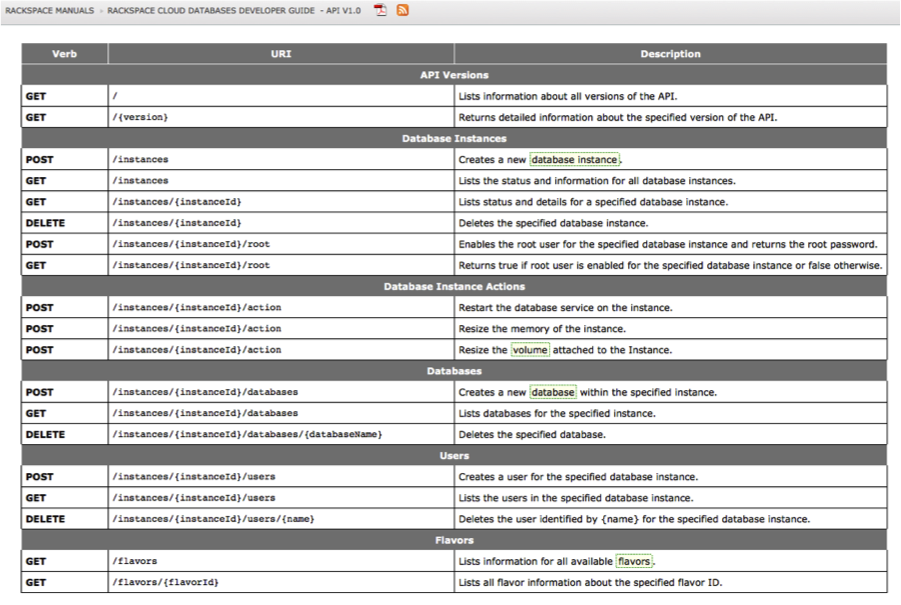 RACKSPACE MANUALS > RACKSPACE CLOUD DATABASES DEVELOPER GUIDE - API V1.0
Verb URI Description
API Versions
GET / Lists information about all versions of the API.
GET /{version} Returns detailed information about the specified version of the API.
Database Instances
POST /instances Creates a new database instance.
GET /instances Lists the status and information for all database instances.
GET /instances/{instanceId} Lists status and details for a specified database instance.
DELETE /instances/{instanceId} Deletes the specified database instance.
POST /instances/{instanceId}/root Enables the root user for the specified database instance and returns the root password.
GET /instances/{instanceId}/root Returns true if root user is enabled for the specified database instance or false otherwise.
Database Instance Actions
POST /instances/{instanceId}/action Restart the database service on the instance.
POST /instances/{instanceId}/action Resize the memory of the instance.
POST /instances/{instanceId}/action Resize the volume attached to the Instance.
Databases
POST /instances/{instanceId}/databases Creates a new database within the specified instance.
GET /instances/{instanceId}/databases Lists databases for the specified instance.
DELETE /instances/{instanceId}/databases/{databaseName} Deletes the specified database.
Users
POST /instances/{instanceId}/users Creates a user for the specified database instance.
GET /instances/{instanceId}/users Lists the users in the specified database instance.
DELETE /instances/{instanceId}/users/{name} Deletes the user identified by {name} for the specified database instance.
Flavors
GET /flavors Lists information for all available flavors.
GET /flavors/{flavorId} Lists all flavor information about the specified flavor ID.